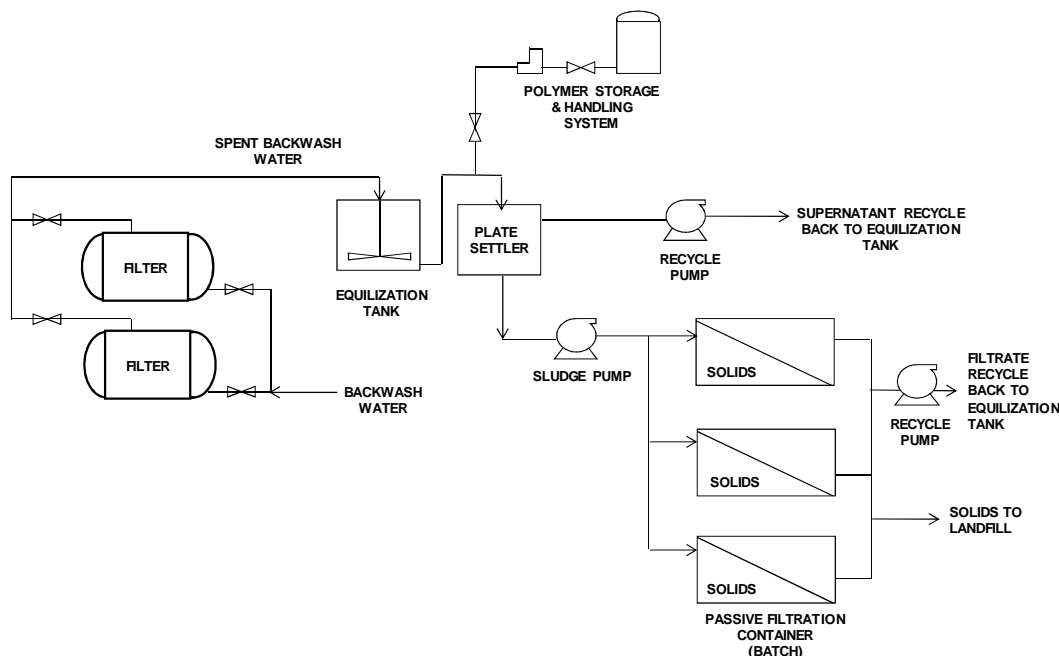 POLYMER STORAGE
& HANDLING
SYSTEM
SPENT BACKWASH
WATER
FILTER
EQUILIZATION
TANK
PLATE
SETTLER
RECYCLE
PUMP
SUPERNATANT RECYCLE
BACK TO EQUILIZATION
TANK
FILTER
BACKWASH
WATER
SLUDGE PUMP
SOLIDS
RECYCLE
PUMP
FILTRATE
RECYCLE
BACK TO
EQUILIZATION
TANK
SOLIDS
SOLIDS TO
LANDFILL
SOLIDS
PASSIVE FILTRATION
CONTAINER
(BATCH)